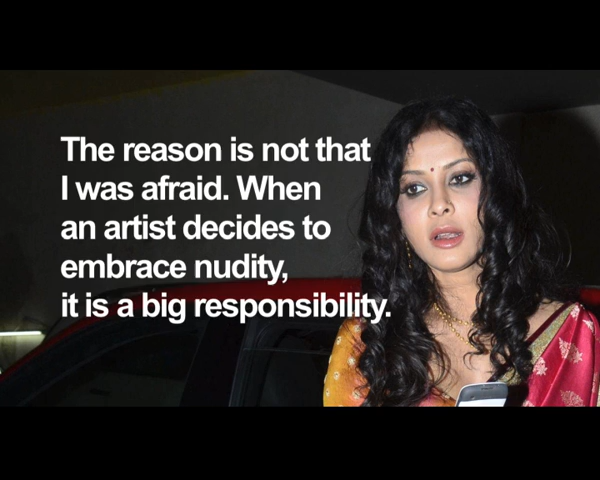 The reason is not that
I was afraid. When
an artist decides to
embrace nudity,
it is a big responsibility.